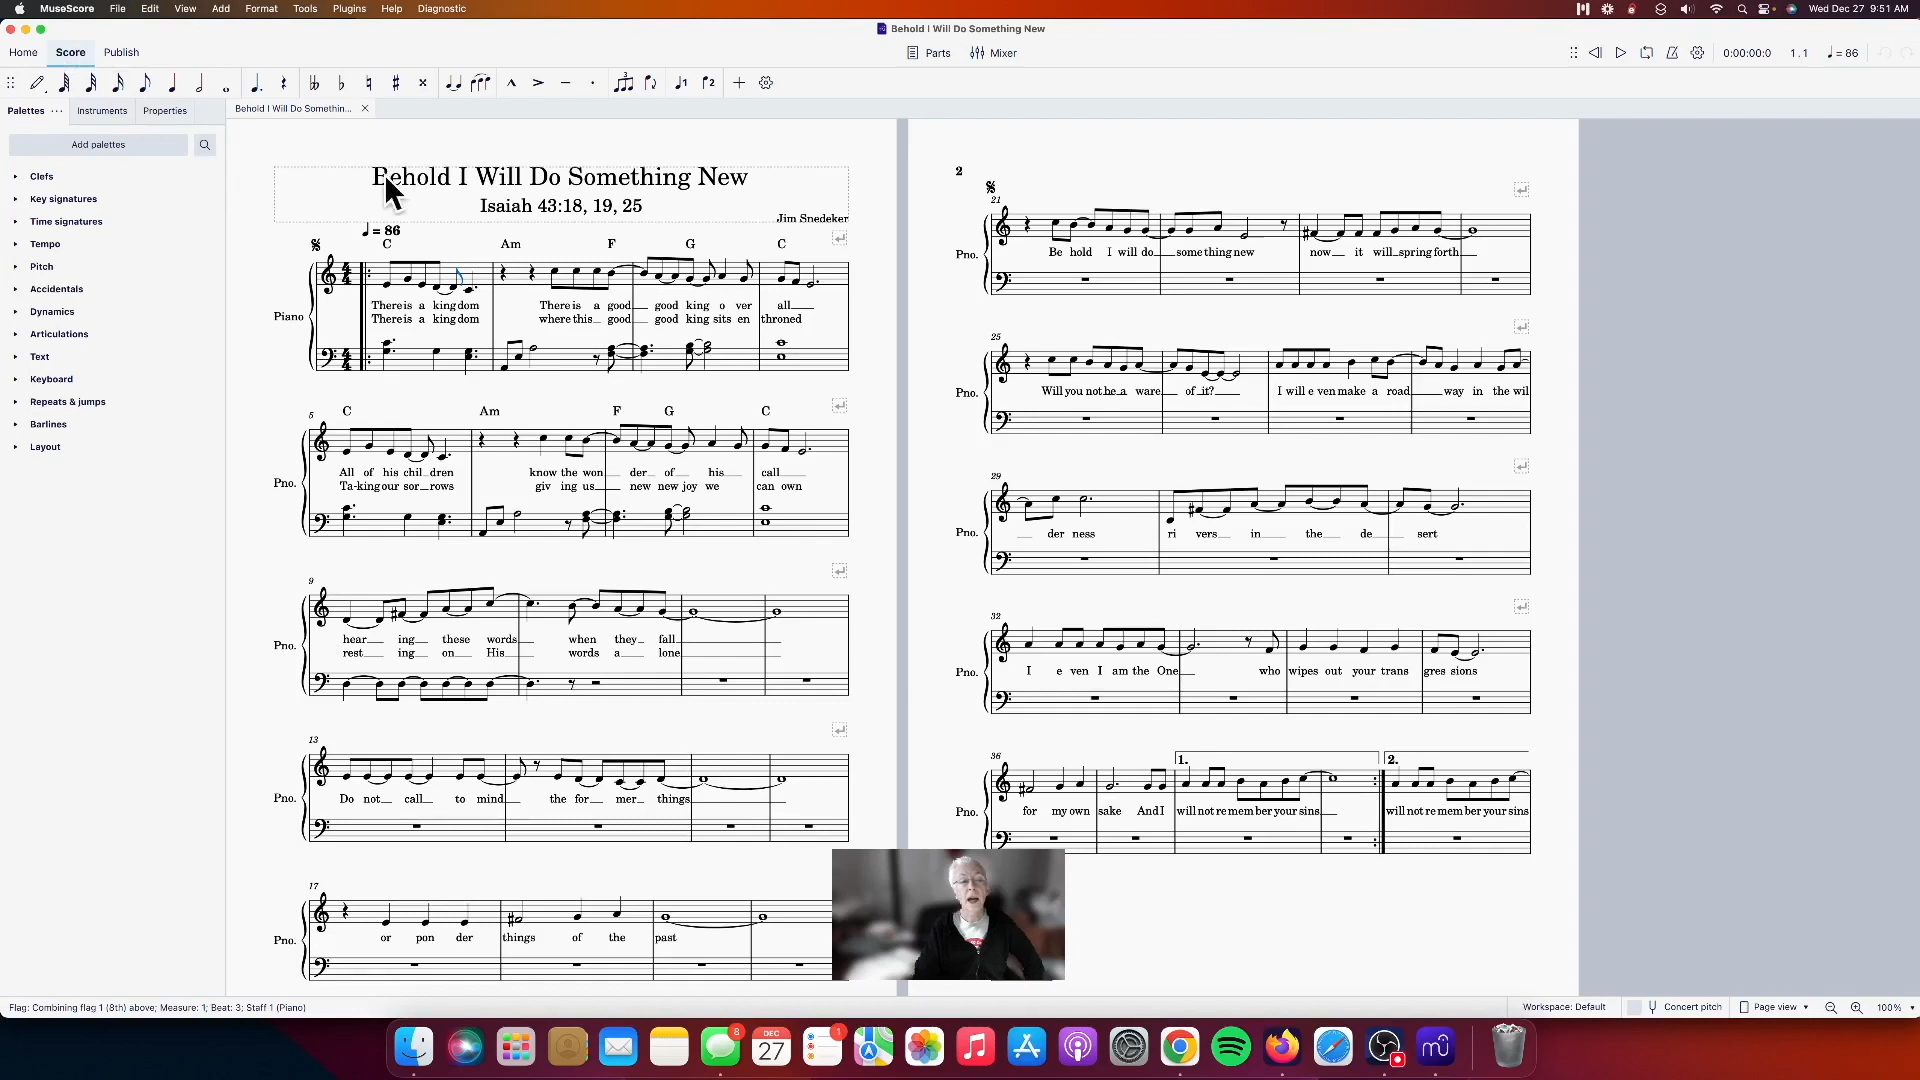 MuseScore File Edit View Add Format Tools Plugins Help Diagnostic
Wed Dec 27 9:51 AM
Behold I Will Do Something New
Home Score Publish
Parts Mixer
0:00:00:0 1 . 1 = 86
Palettes Instruments Properties
Behold I Will Do Somethin...
Add palettes
Clefs
Key signatures
Time signatures
Tempo
Pitch
Accidentals
Dynamics
Articulations
Text
Keyboard
Repeats & jumps
Barlines
Layout
Behold I Will Do Something New
Isaiah 43:18, 19, 25
Jim Snedeker
= 86
C Am F G C
Piano
There is a king dom There is a good good king o ver all
There is a king dom where this good good king sits en throned
5
C Am F G C
Pno.
All of his chil dren know the won der of his call
Ta-king our sor rows giv ing us new new joy we can own
9
Pno.
hear ing these words when they fall
rest ing on His words a lone
13
Pno.
Do not call to mind the for mer things
17
Pno.
or pon der things of the past
2
21
Pno.
Be hold I will do some thing new now it will spring forth
25
Pno.
Will you not be a ware of it? I will e ven make a road way in the wil
29
Pno.
der ness ri vers in the de sert
32
Pno.
I e ven I am the One who wipes out your trans gres sions
36
1. 2.
Pno.
for my own sake And I will not re mem ber your sins will not re mem ber your sins
Flag: Combining flag 1 (8th) above; Measure: 1; Beat: 3; Staff 1 (Piano)
Workspace: Default Concert pitch Page view 100%
8
DEC
27
1